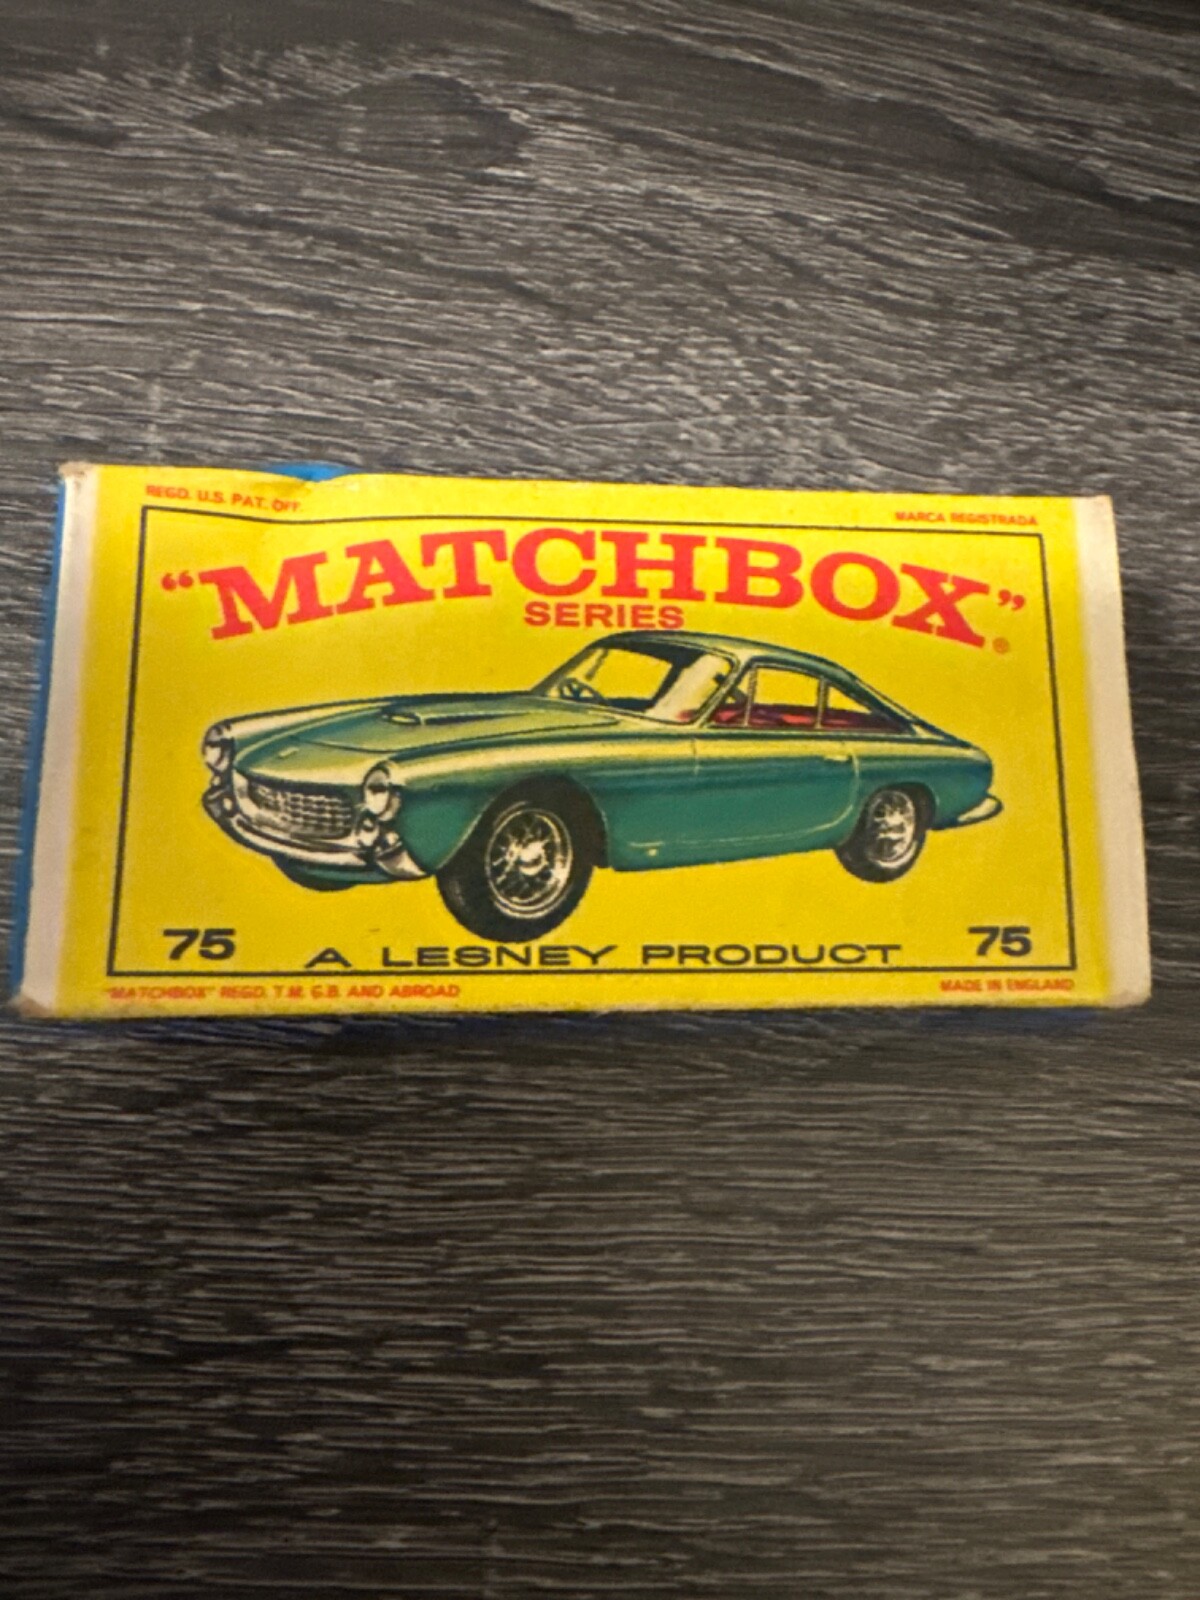 REGD. U.S. PAT. OFF.
MARCA REGISTRADA
“MATCHBOX”®
SERIES
75 A LESNEY PRODUCT 75
"MATCHBOX" REGD. T.M. G.B. AND ABROAD
MADE IN ENGLAND